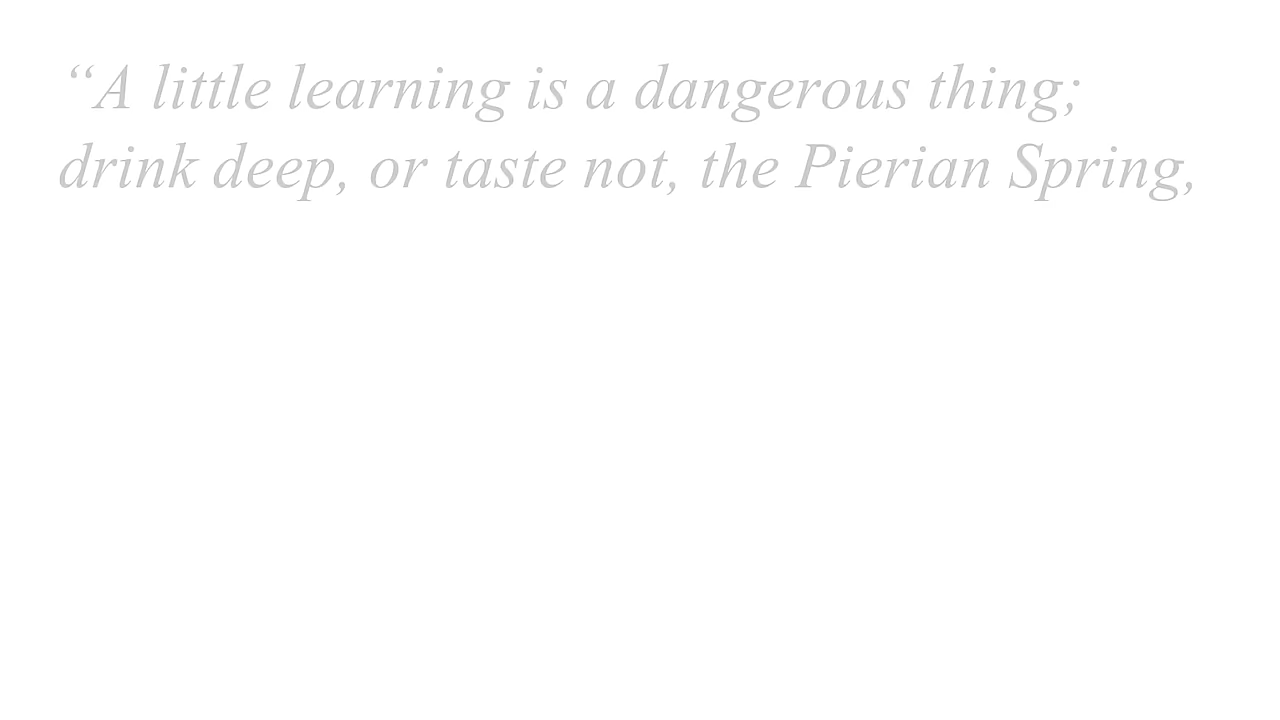 “A little learning is a dangerous thing;
drink deep, or taste not, the Pierian Spring,